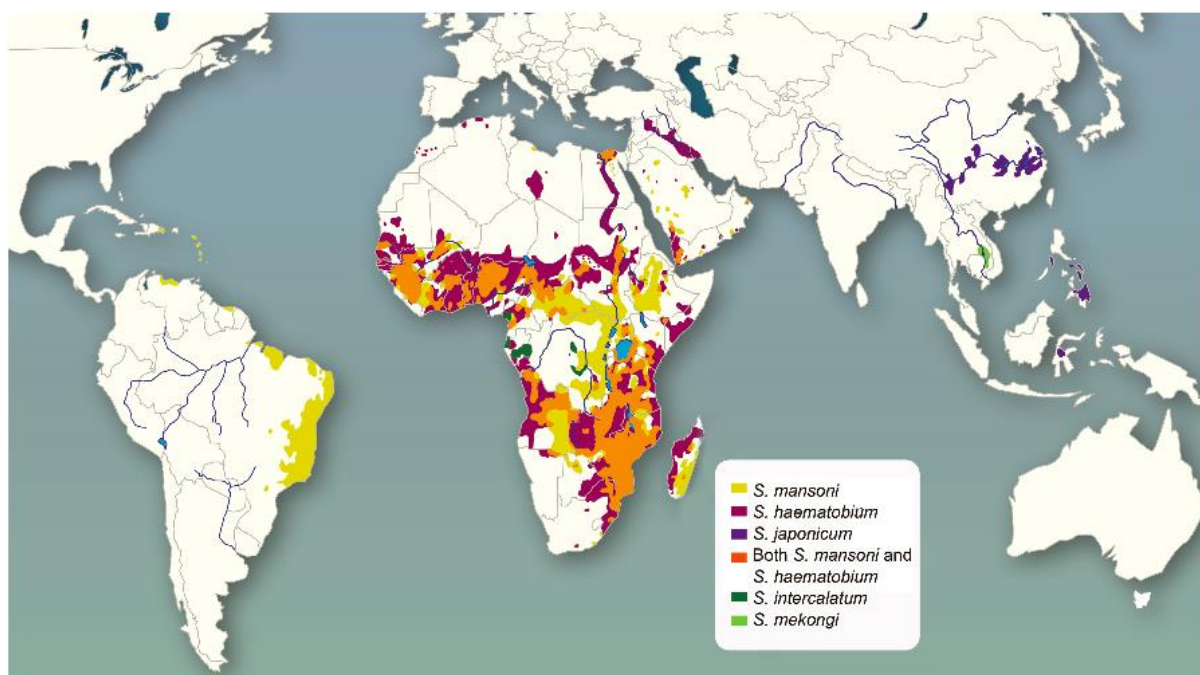 S. mansoni
S. haematobium
S. japonicum
Both S. mansoni and
S. haematobium
S. intercalatum
S. mekongi